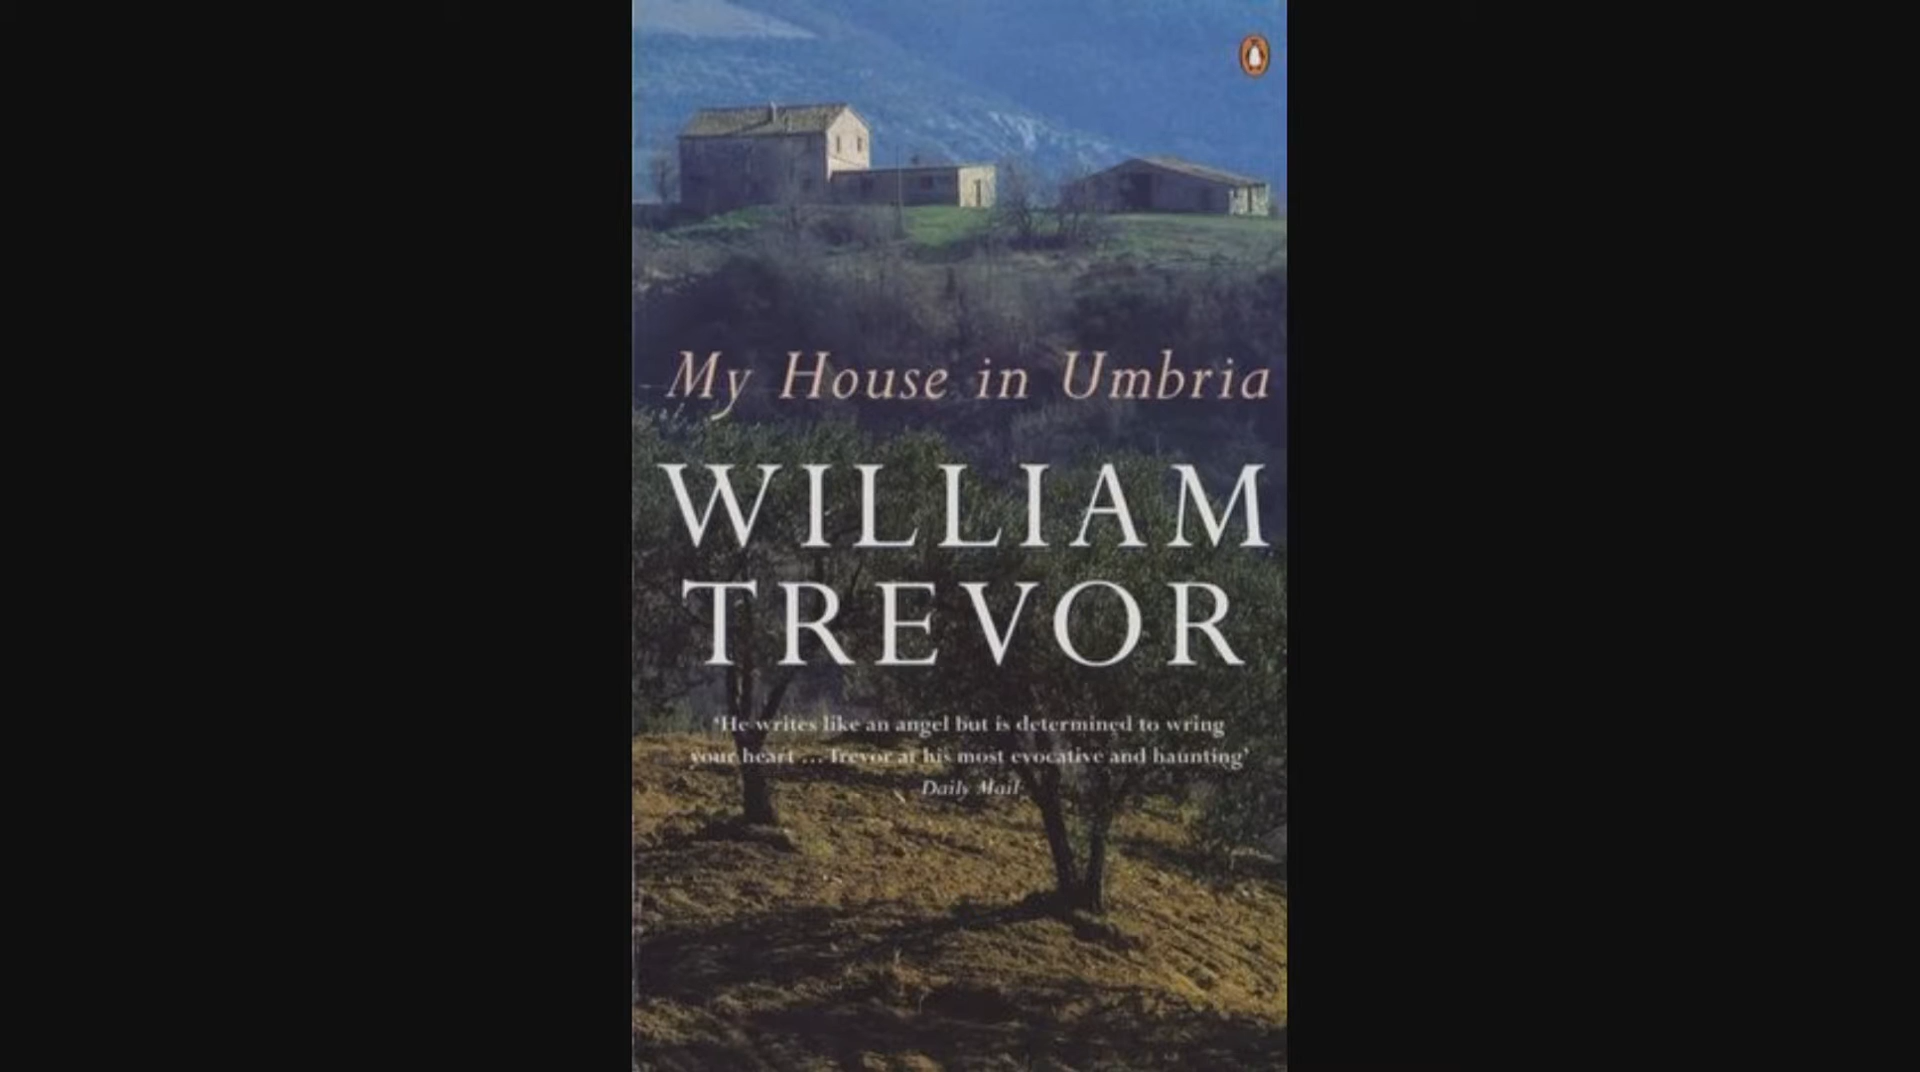 My House in Umbria
WILLIAM
TREVOR
‘He writes like an angel but is determined to wring
your heart ... Trevor at his most evocative and haunting’
Daily Mail